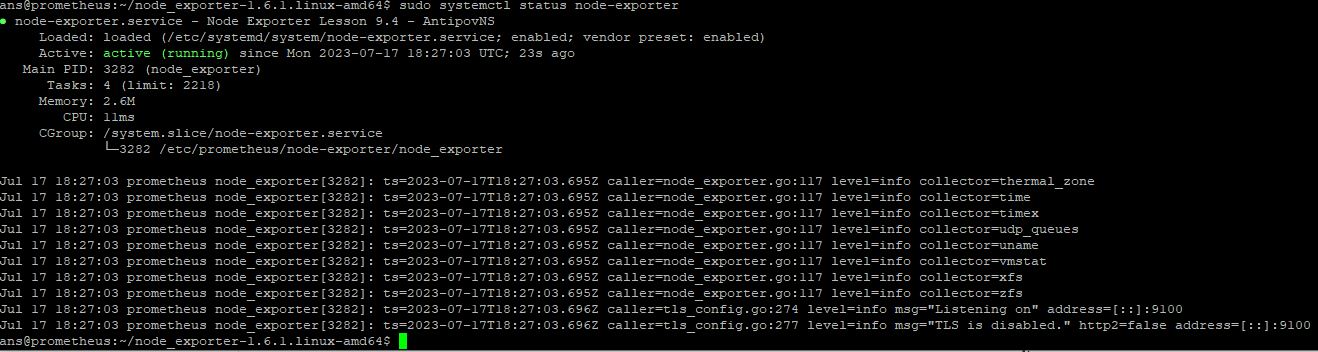 ans@prometheus:~/node_exporter-1.6.1.linux-amd64$ sudo systemctl status node-exporter
● node-exporter.service - Node Exporter Lesson 9.4 - AntipovNS
Loaded: loaded (/etc/systemd/system/node-exporter.service; enabled; vendor preset: enabled)
Active: active (running) since Mon 2023-07-17 18:27:03 UTC; 23s ago
Main PID: 3282 (node_exporter)
Tasks: 4 (limit: 2218)
Memory: 2.6M
CPU: 11ms
CGroup: /system.slice/node-exporter.service
└─3282 /etc/prometheus/node-exporter/node_exporter
Jul 17 18:27:03 prometheus node_exporter[3282]: ts=2023-07-17T18:27:03.695Z caller=node_exporter.go:117 level=info collector=thermal_zone
Jul 17 18:27:03 prometheus node_exporter[3282]: ts=2023-07-17T18:27:03.695Z caller=node_exporter.go:117 level=info collector=time
Jul 17 18:27:03 prometheus node_exporter[3282]: ts=2023-07-17T18:27:03.695Z caller=node_exporter.go:117 level=info collector=timex
Jul 17 18:27:03 prometheus node_exporter[3282]: ts=2023-07-17T18:27:03.695Z caller=node_exporter.go:117 level=info collector=udp_queues
Jul 17 18:27:03 prometheus node_exporter[3282]: ts=2023-07-17T18:27:03.695Z caller=node_exporter.go:117 level=info collector=uname
Jul 17 18:27:03 prometheus node_exporter[3282]: ts=2023-07-17T18:27:03.695Z caller=node_exporter.go:117 level=info collector=vmstat
Jul 17 18:27:03 prometheus node_exporter[3282]: ts=2023-07-17T18:27:03.695Z caller=node_exporter.go:117 level=info collector=xfs
Jul 17 18:27:03 prometheus node_exporter[3282]: ts=2023-07-17T18:27:03.695Z caller=node_exporter.go:117 level=info collector=zfs
Jul 17 18:27:03 prometheus node_exporter[3282]: ts=2023-07-17T18:27:03.696Z caller=tls_config.go:274 level=info msg="Listening on" address=[::]:9100
Jul 17 18:27:03 prometheus node_exporter[3282]: ts=2023-07-17T18:27:03.696Z caller=tls_config.go:277 level=info msg="TLS is disabled." http2=false address=[::]:9100
ans@prometheus:~/node_exporter-1.6.1.linux-amd64$